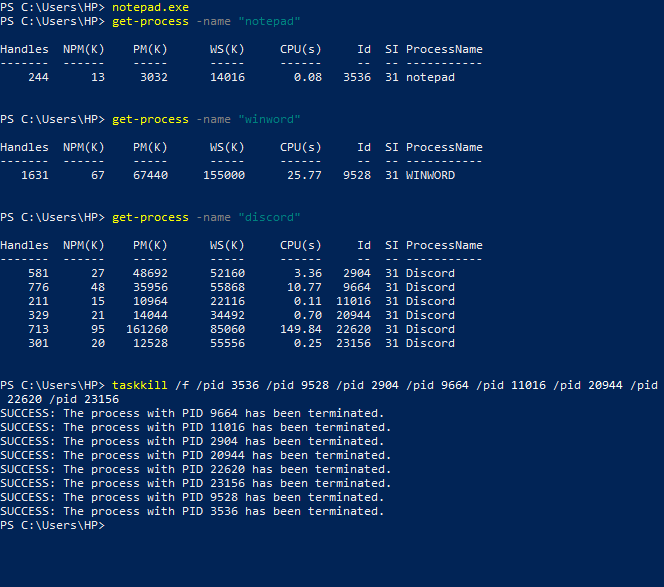 PS C:\Users\HP> notepad.exe
PS C:\Users\HP> get-process -name "notepad"
Handles  NPM(K)    PM(K)      WS(K)     CPU(s)     Id  SI ProcessName
-------  ------    -----      -----     ------     --  -- -----------
    244      13     3032      14016       0.08   3536  31 notepad
PS C:\Users\HP> get-process -name "winword"
Handles  NPM(K)    PM(K)      WS(K)     CPU(s)     Id  SI ProcessName
-------  ------    -----      -----     ------     --  -- -----------
   1631      67    67440     155000      25.77   9528  31 WINWORD
PS C:\Users\HP> get-process -name "discord"
Handles  NPM(K)    PM(K)      WS(K)     CPU(s)     Id  SI ProcessName
-------  ------    -----      -----     ------     --  -- -----------
    581      27    48692      52160       3.36   2904  31 Discord
    776      48    35956      55868      10.77   9664  31 Discord
    211      15    10964      22116       0.11  11016  31 Discord
    329      21    14044      34492       0.70  20944  31 Discord
    713      95   161260      85060     149.84  22620  31 Discord
    301      20    12528      55556       0.25  23156  31 Discord
PS C:\Users\HP> taskkill /f /pid 3536 /pid 9528 /pid 2904 /pid 9664 /pid 11016 /pid 20944 /pid
 22620 /pid 23156
SUCCESS: The process with PID 9664 has been terminated.
SUCCESS: The process with PID 11016 has been terminated.
SUCCESS: The process with PID 2904 has been terminated.
SUCCESS: The process with PID 20944 has been terminated.
SUCCESS: The process with PID 22620 has been terminated.
SUCCESS: The process with PID 23156 has been terminated.
SUCCESS: The process with PID 9528 has been terminated.
SUCCESS: The process with PID 3536 has been terminated.
PS C:\Users\HP>